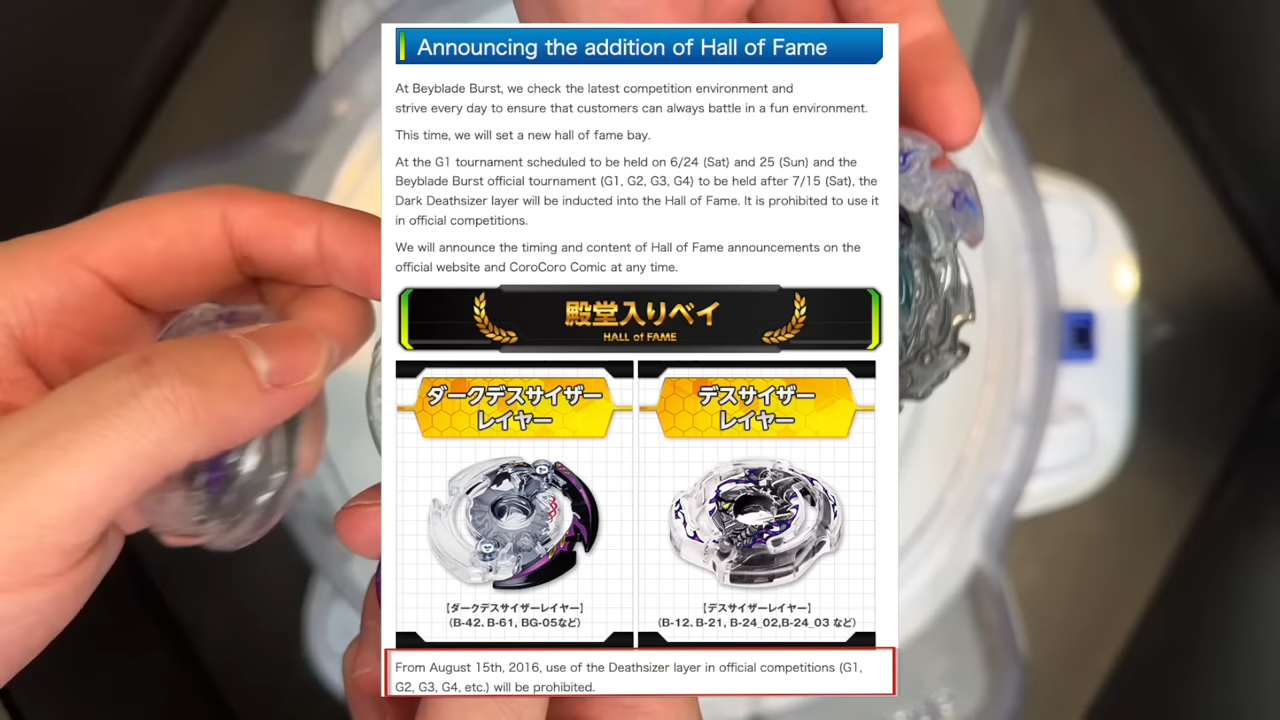 Announcing the addition of Hall of Fame
At Beyblade Burst, we check the latest competition environment and
strive every day to ensure that customers can always battle in a fun environment.
This time, we will set a new hall of fame bay.
At the G1 tournament scheduled to be held on 6/24 (Sat) and 25 (Sun) and the
Beyblade Burst official tournament (G1, G2, G3, G4) to be held after 7/15 (Sat), the
Dark Deathsizer layer will be inducted into the Hall of Fame. It is prohibited to use it
in official competitions.
We will announce the timing and content of Hall of Fame announcements on the
official website and CoroCoro Comic at any time.
殿堂入りベイ
HALL of FAME
ダークデスサイザー
レイヤー
【ダークデスサイザーレイヤー】
（B-42、B-61, BG-05など）
デスサイザー
レイヤー
【デスサイザーレイヤー】
（B-12、B-21, B-24_02,B-24_03 など）
From August 15th, 2016, use of the Deathsizer layer in official competitions (G1,
G2, G3, G4, etc.) will be prohibited.